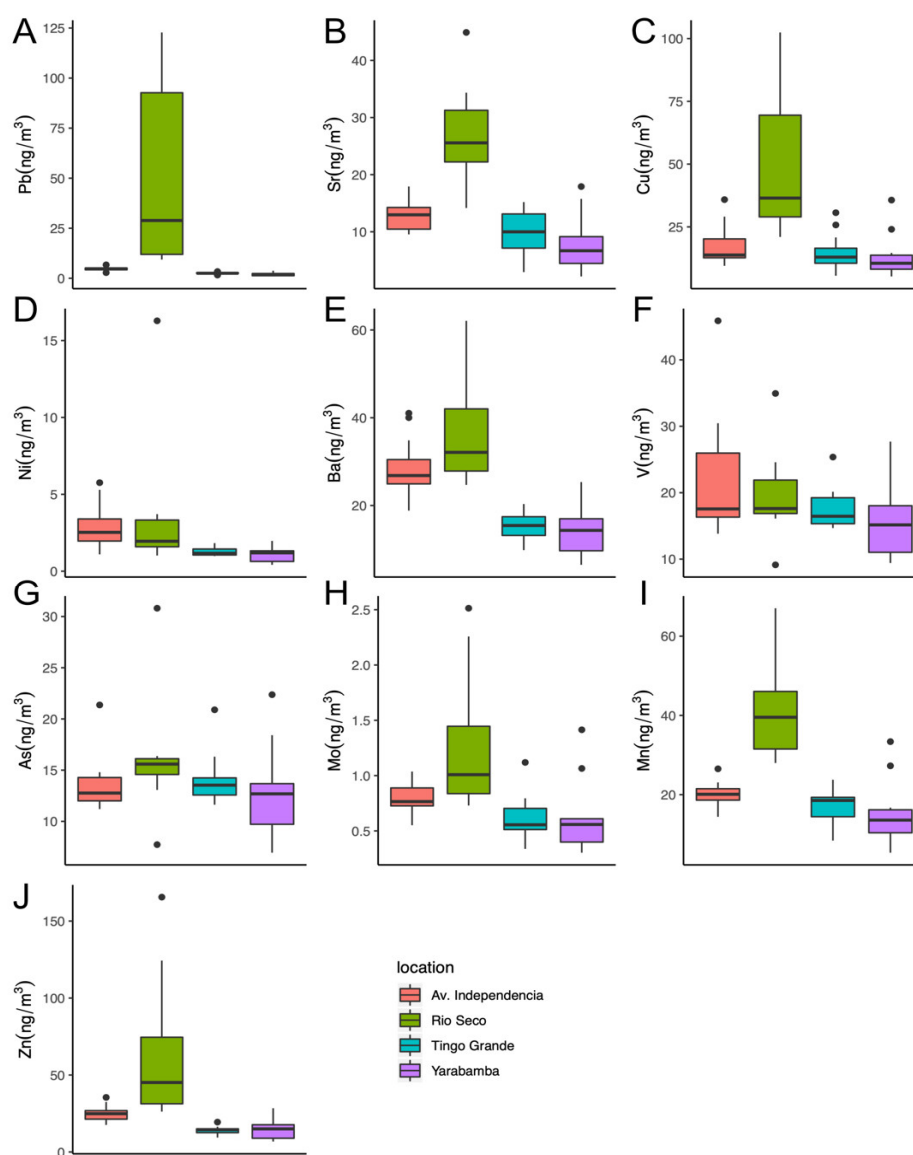 A
Pb(ng/m³)
125
100
75
50
25
0
B
Sr(ng/m³)
40
30
20
10
C
Cu(ng/m³)
100
75
50
25
D
Ni(ng/m³)
15
10
5
0
E
Ba(ng/m³)
60
40
20
F
V(ng/m³)
40
30
20
10
G
As(ng/m³)
30
25
20
15
10
H
Mo(ng/m³)
2.5
2.0
1.5
1.0
0.5
I
Mn(ng/m³)
60
40
20
J
Zn(ng/m³)
150
100
50
0
location
Av. Independencia
Rio Seco
Tingo Grande
Yarabamba